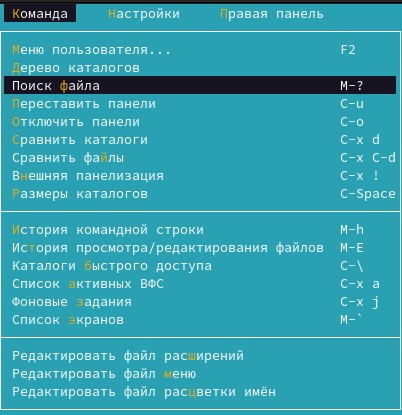 Команда Настройки Правая панель
Меню пользователя... F2
Дерево каталогов
Поиск файла M-?
Переставить панели C-u
Отключить панели C-o
Сравнить каталоги C-x d
Сравнить файлы C-x C-d
Внешняя панелизация C-x !
Размеры каталогов C-Space
История командной строки M-h
История просмотра/редактирования файлов M-E
Каталоги быстрого доступа C-\
Список активных ВФС C-x a
Фоновые задания C-x j
Список экранов M-`
Редактировать файл расширений
Редактировать файл меню
Редактировать файл расцветки имён